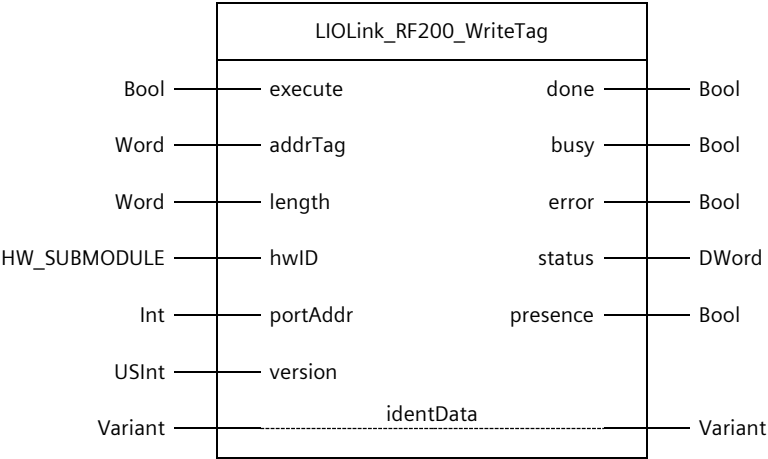 LIOLink_RF200_WriteTag
Bool execute done Bool
Word addrTag busy Bool
Word length error Bool
HW_SUBMODULE hwID status DWord
Int portAddr presence Bool
USInt version
Variant identData Variant